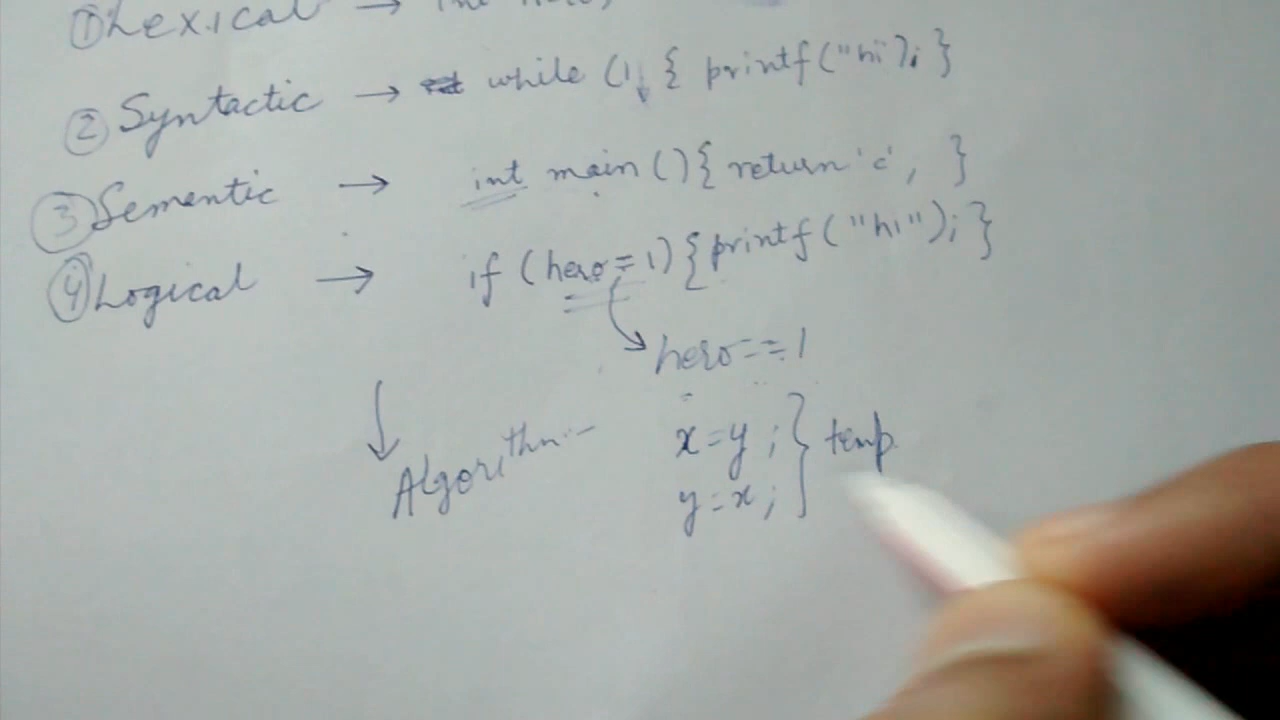 ① Lexical → int
② Syntactic → while (1 { printf("hi"); }
③ Sementic → int main () { return 'c', }
④ Logical → if (hero = 1) { printf ("hi"); }
hero == 1
Algorithm:-
x = y ; } temp
y = x ;